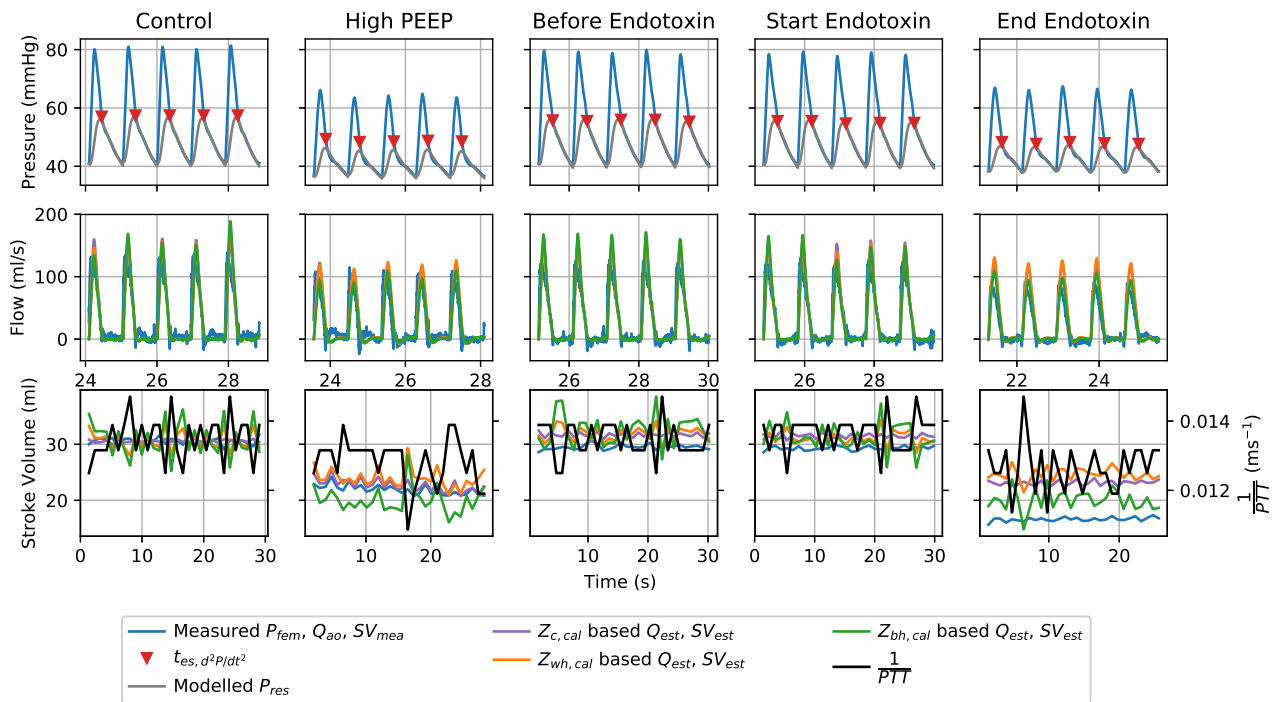 Control High PEEP Before Endotoxin Start Endotoxin End Endotoxin
Pressure (mmHg)
80
60
40
Flow (ml/s)
200
100
0
24 26 28
24 26 28
26 28 30
26 28
22 24
Stroke Volume (ml)
30
20
0 10 20 30
10 20
10 20 30
0 10 20 30
10 20
0.014
0.012
1/PTT (ms⁻¹)
Time (s)
Measured P_fem, Q_ao, SV_mea
t_es,d²P/dt²
Modelled P_res
Z_c,cal based Q_est, SV_est
Z_wh,cal based Q_est, SV_est
Z_bh,cal based Q_est, SV_est
1/PTT